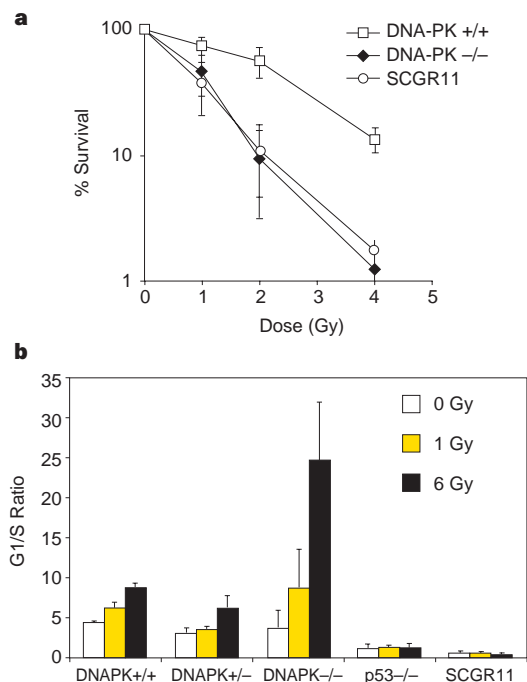 a
100
10
1
% Survival
0 1 2 3 4 5
Dose (Gy)
DNA-PK +/+
DNA-PK –/–
SCGR11
b
35
30
25
20
15
10
5
0
G1/S Ratio
0 Gy
1 Gy
6 Gy
DNAPK+/+ DNAPK+/– DNAPK–/– p53–/– SCGR11